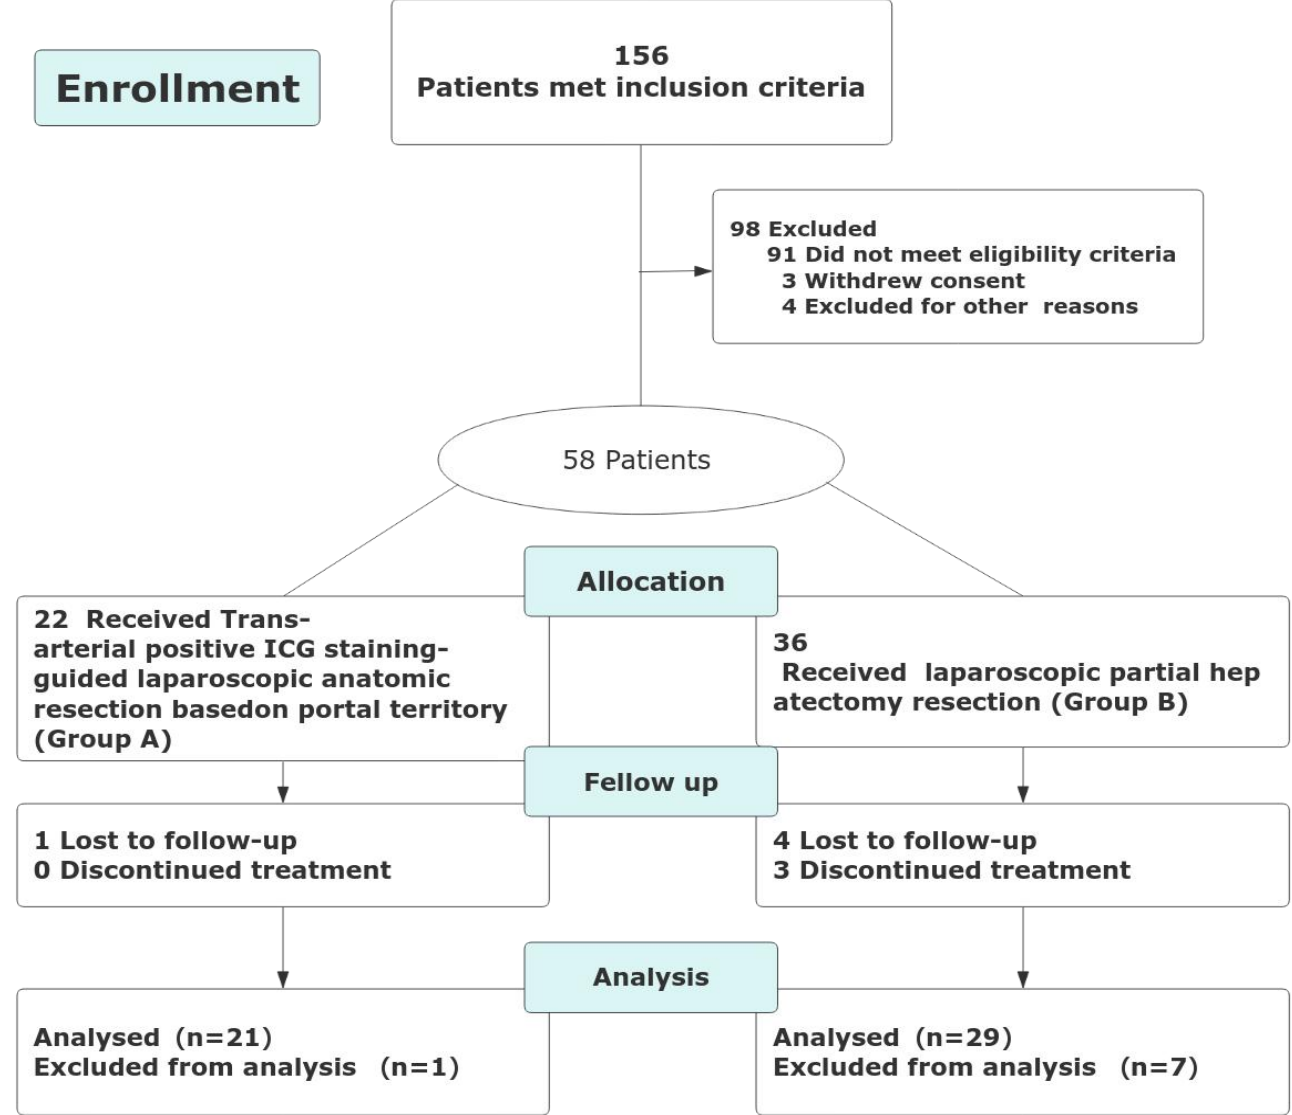 Enrollment
156
Patients met inclusion criteria
98 Excluded
91 Did not meet eligibility criteria
3 Withdrew consent
4 Excluded for other reasons
58 Patients
Allocation
22 Received Trans-
arterial positive ICG staining-
guided laparoscopic anatomic
resection basedon portal territory
(Group A)
36
Received laparoscopic partial hep
atectomy resection (Group B)
Fellow up
1 Lost to follow-up
0 Discontinued treatment
4 Lost to follow-up
3 Discontinued treatment
Analysis
Analysed (n=21)
Excluded from analysis (n=1)
Analysed (n=29)
Excluded from analysis (n=7)